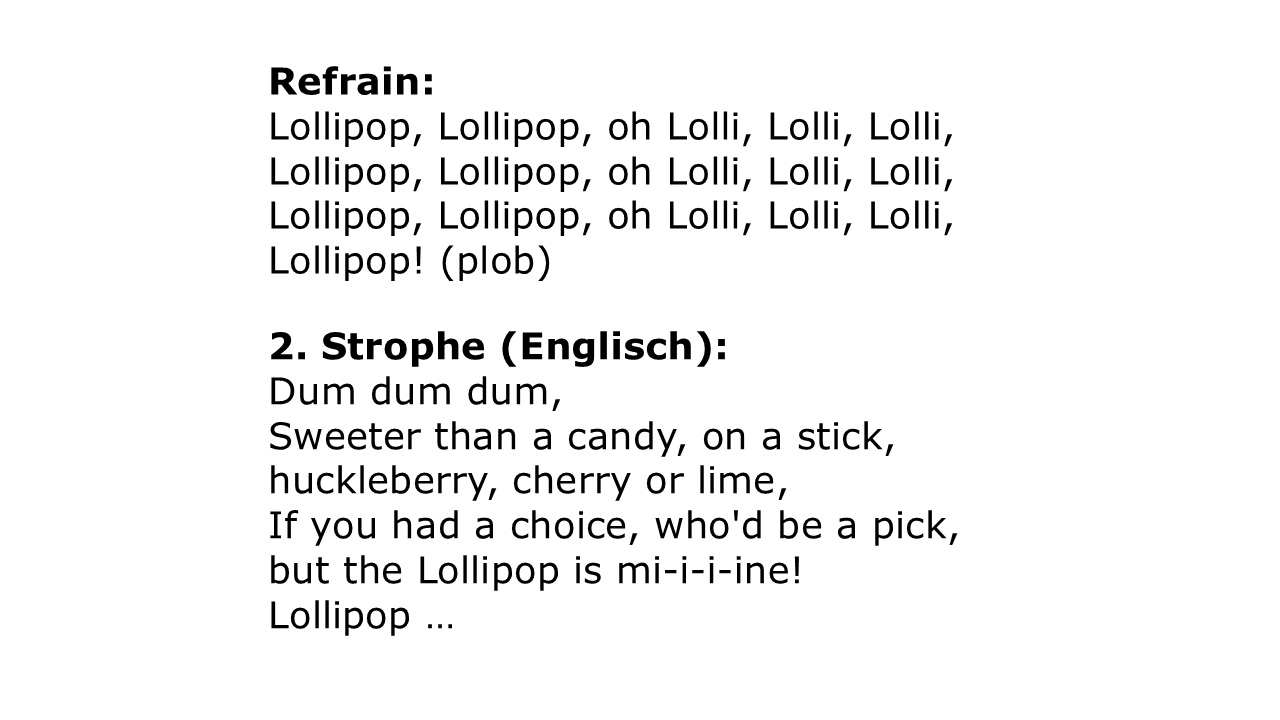 Refrain:
Lollipop, Lollipop, oh Lolli, Lolli, Lolli,
Lollipop, Lollipop, oh Lolli, Lolli, Lolli,
Lollipop, Lollipop, oh Lolli, Lolli, Lolli,
Lollipop! (plob)
2. Strophe (Englisch):
Dum dum dum,
Sweeter than a candy, on a stick,
huckleberry, cherry or lime,
If you had a choice, who'd be a pick,
but the Lollipop is mi-i-i-ine!
Lollipop …